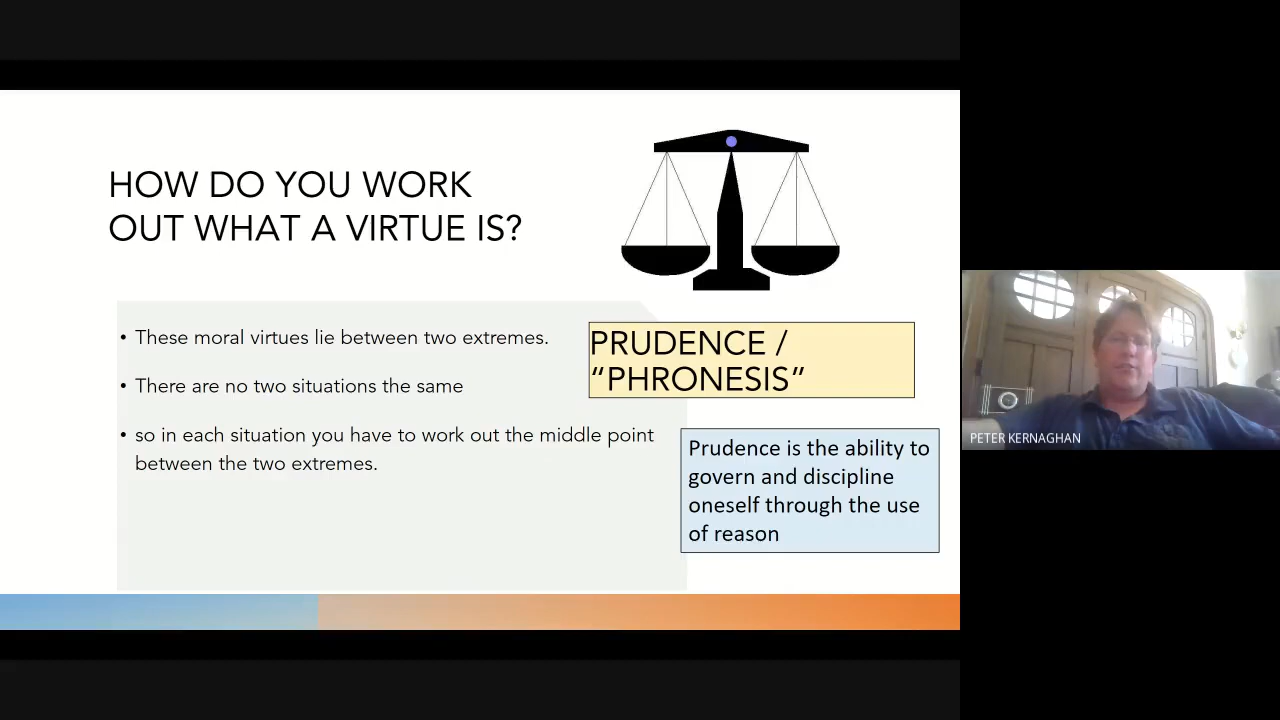 HOW DO YOU WORK
OUT WHAT A VIRTUE IS?
• These moral virtues lie between two extremes.
• There are no two situations the same
• so in each situation you have to work out the middle point
between the two extremes.
PRUDENCE /
“PHRONESIS”
Prudence is the ability to
govern and discipline
oneself through the use
of reason
PETER KERNAGHAN